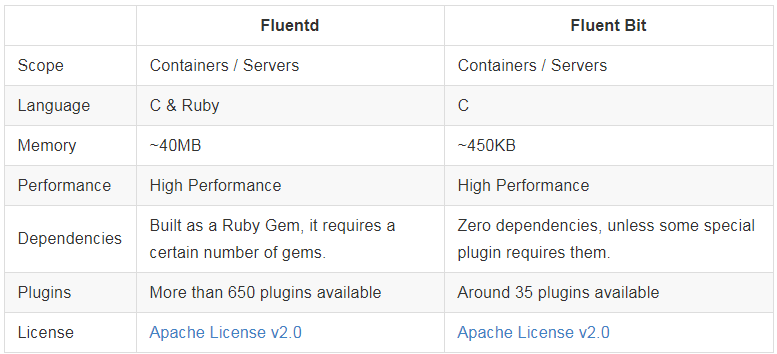 Fluentd Fluent Bit
Scope Containers / Servers Containers / Servers
Language C & Ruby C
Memory ~40MB ~450KB
Performance High Performance High Performance
Dependencies Built as a Ruby Gem, it requires a certain number of gems. Zero dependencies, unless some special plugin requires them.
Plugins More than 650 plugins available Around 35 plugins available
License Apache License v2.0 Apache License v2.0